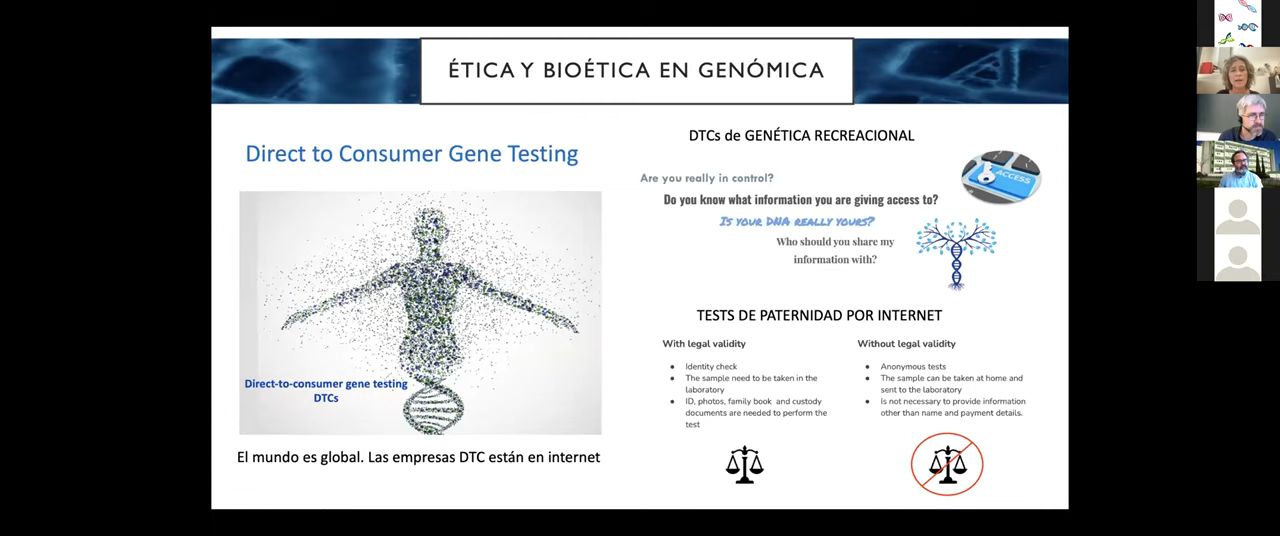 ÉTICA Y BIOÉTICA EN GENÓMICA
Direct to Consumer Gene Testing
Direct-to-consumer gene testing
DTCs
El mundo es global. Las empresas DTC están en internet
DTCs de GENÉTICA RECREACIONAL
Are you really in control?
ACCESS
Do you know what information you are giving access to?
IS YOUR DNA REALLY YOURS?
Who should you share my
information with?
TESTS DE PATERNIDAD POR INTERNET
With legal validity
● Identity check
● The sample need to be taken in the
laboratory
● ID, photos, family book and custody
documents are needed to perform the
test
Without legal validity
● Anonymous tests
● The sample can be taken at home and
sent to the laboratory
● Is not necessary to provide information
other than name and payment details.